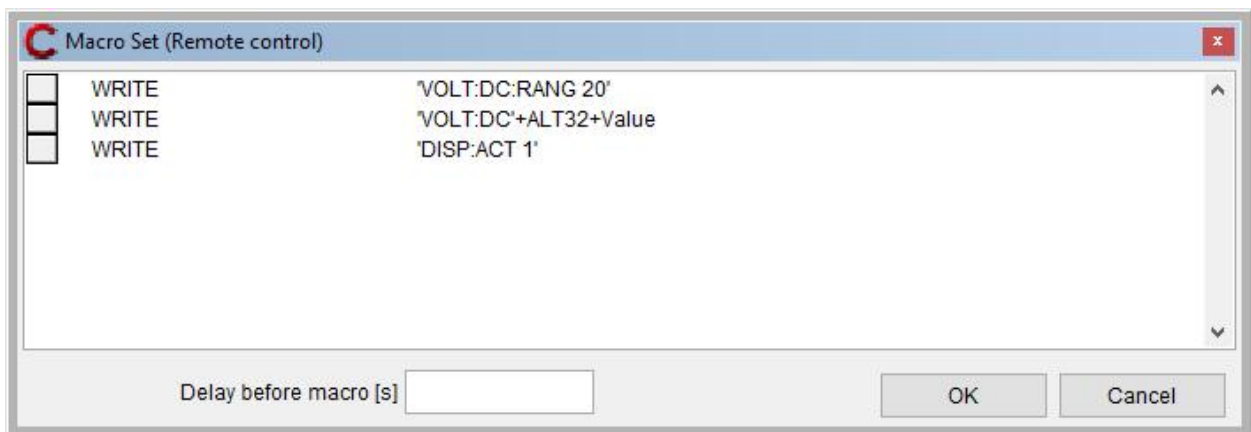 Macro Set (Remote control)
WRITE 'VOLT:DC:RANG 20'
WRITE 'VOLT:DC'+ALT32+Value
WRITE 'DISP:ACT 1'
Delay before macro [s] OK Cancel